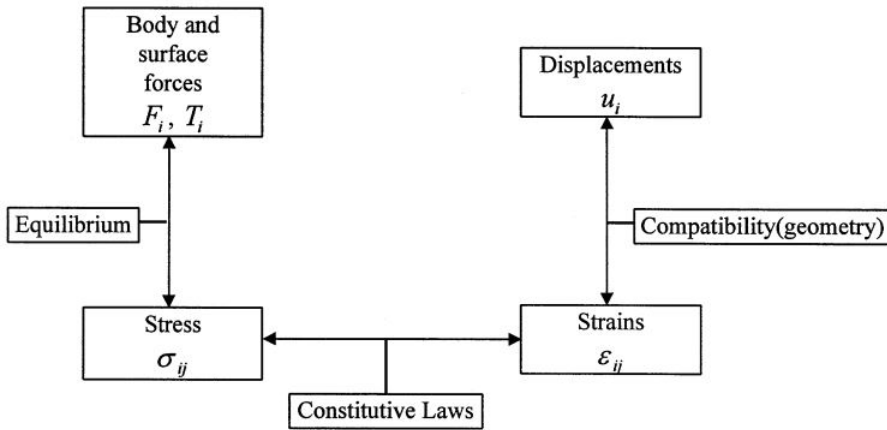 Body and
surface
forces
F_i, T_i
Displacements
u_i
Equilibrium
Compatibility(geometry)
Stress
σ_ij
Strains
ε_ij
Constitutive Laws